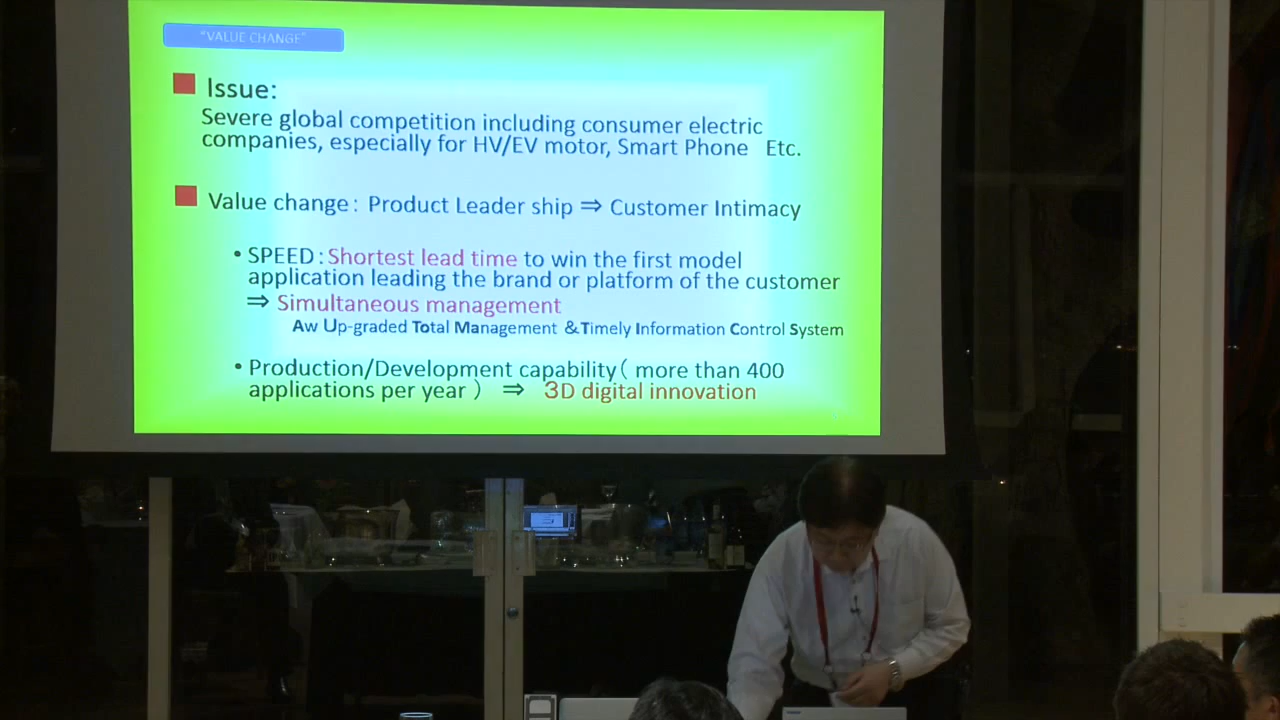 "VALUE CHANGE"
Issue:
Severe global competition including consumer electric
companies, especially for HV/EV motor, Smart Phone Etc.
Value change: Product Leader ship ⇒ Customer Intimacy
• SPEED: Shortest lead time to win the first model
application leading the brand or platform of the customer
⇒ Simultaneous management
Aw Up-graded Total Management &Timely Information Control System
• Production/Development capability( more than 400
applications per year ) ⇒ 3D digital innovation